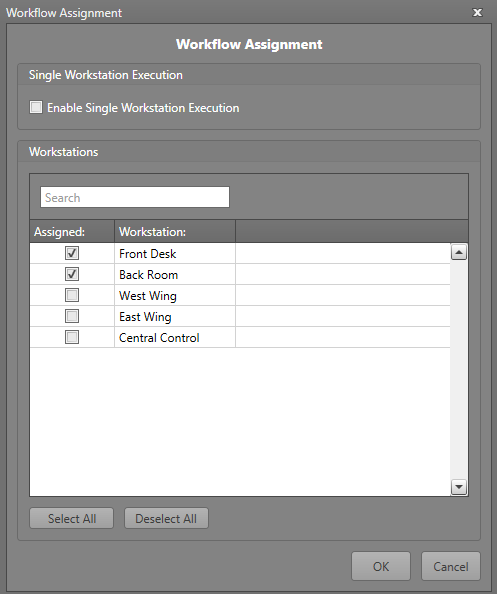 Workflow Assignment
Workflow Assignment
Single Workstation Execution
Enable Single Workstation Execution
Workstations
Search
Assigned: Workstation:
Front Desk
Back Room
West Wing
East Wing
Central Control
Select All Deselect All
OK Cancel